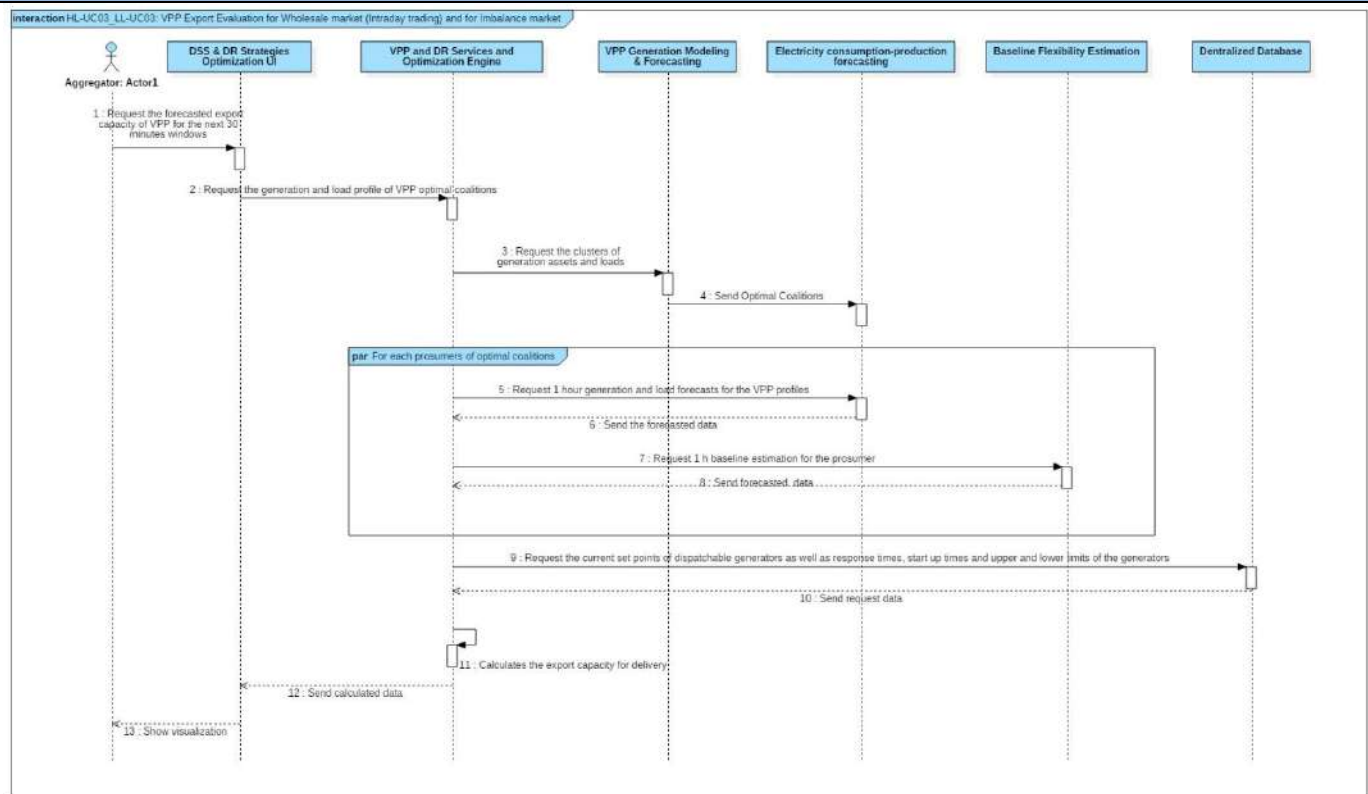 interaction HL-UC03_LL-UC03: VPP Export Evaluation for Wholesale market (Intraday trading) and for Imbalance market
Aggregator: Actor1
DSS & DR Strategies
Optimization UI
VPP and DR Services and
Optimization Engine
VPP Generation Modeling
& Forecasting
Electricity consumption-production
forecasting
Baseline Flexibility Estimation
Dentralized Database
1 : Request the forecasted export
capacity of VPP for the next 30
minutes windows
2 : Request the generation and load profile of VPP optimal coalitions
3 : Request the clusters of
generation assets and loads
4 : Send Optimal Coalitions
par For each prosumers of optimal coalitions
5 : Request 1 hour generation and load forecasts for the VPP profiles
6 : Send the forecasted data
7 : Request 1 h baseline estimation for the prosumer
8 : Send forecasted, data
9 : Request the current set points of dispatchable generators as well as response times, start up times and upper and lower limits of the generators
10 : Send request data
11 : Calculates the export capacity for delivery
12 : Send calculated data
13 : Show visualization